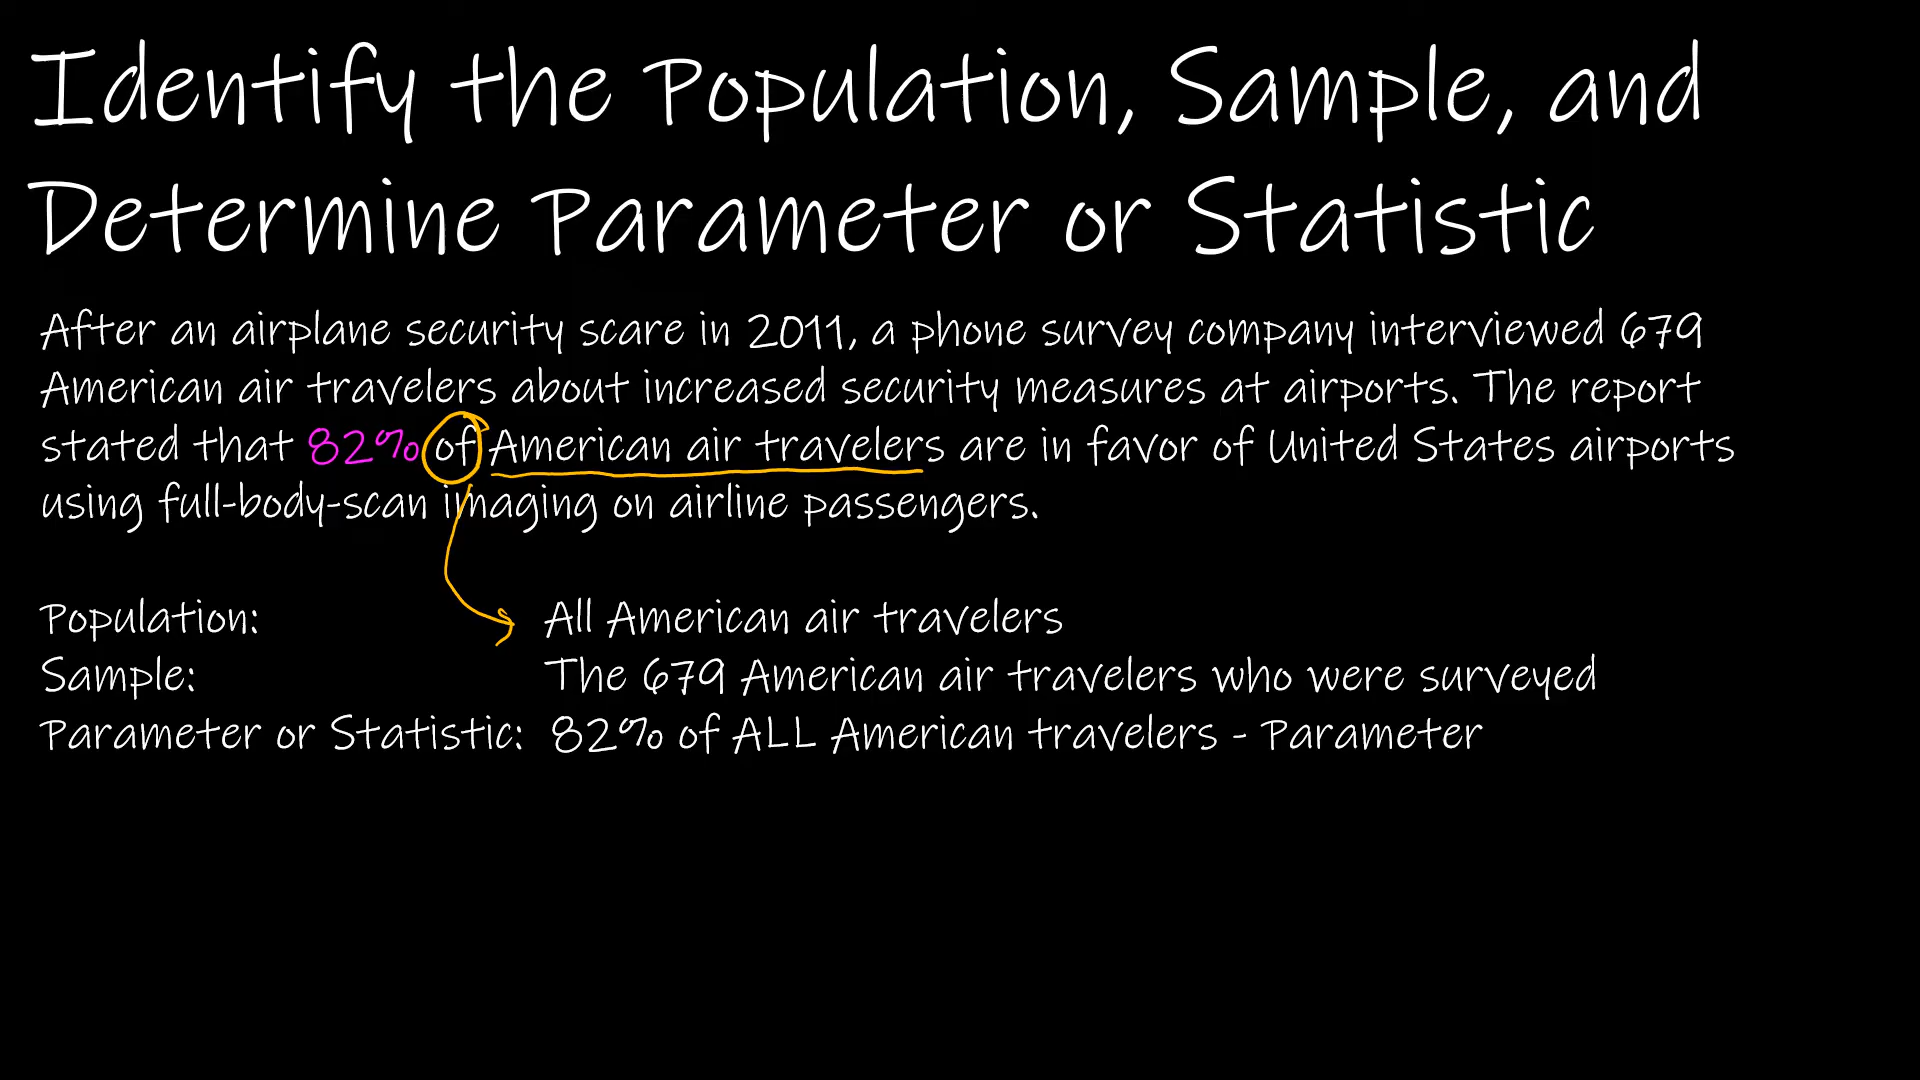 Identify the Population, Sample, and
Determine Parameter or Statistic
After an airplane security scare in 2011, a phone survey company interviewed 679
American air travelers about increased security measures at airports. The report
stated that 82% of American air travelers are in favor of United States airports
using full-body-scan imaging on airline passengers.
Population: All American air travelers
Sample: The 679 American air travelers who were surveyed
Parameter or Statistic: 82% of ALL American travelers - Parameter